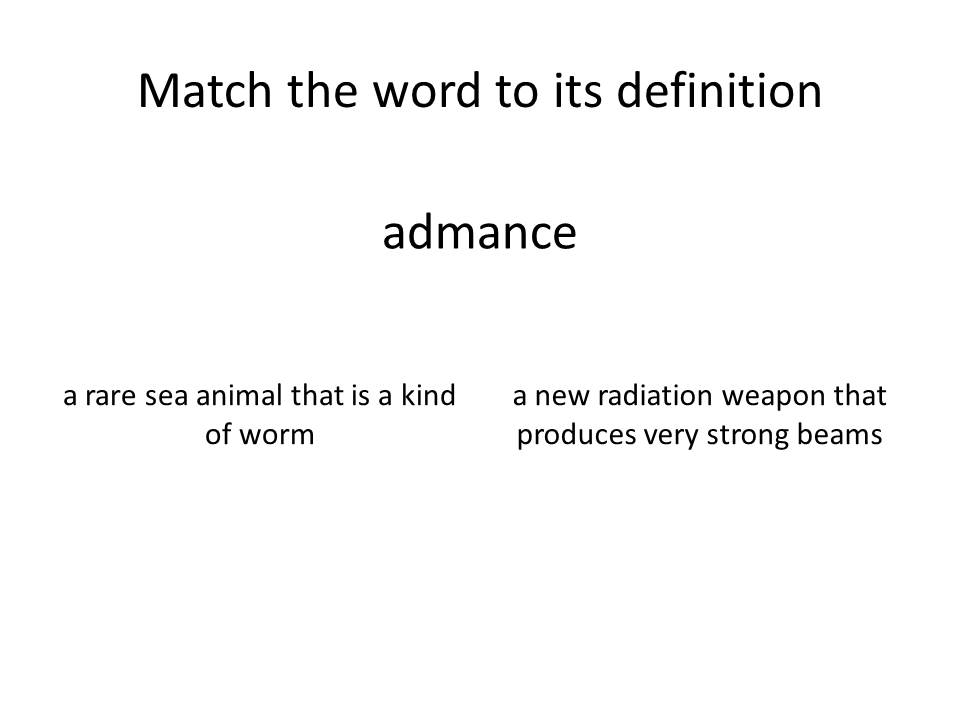 Match the word to its definition
admance
a rare sea animal that is a kind
of worm
a new radiation weapon that
produces very strong beams